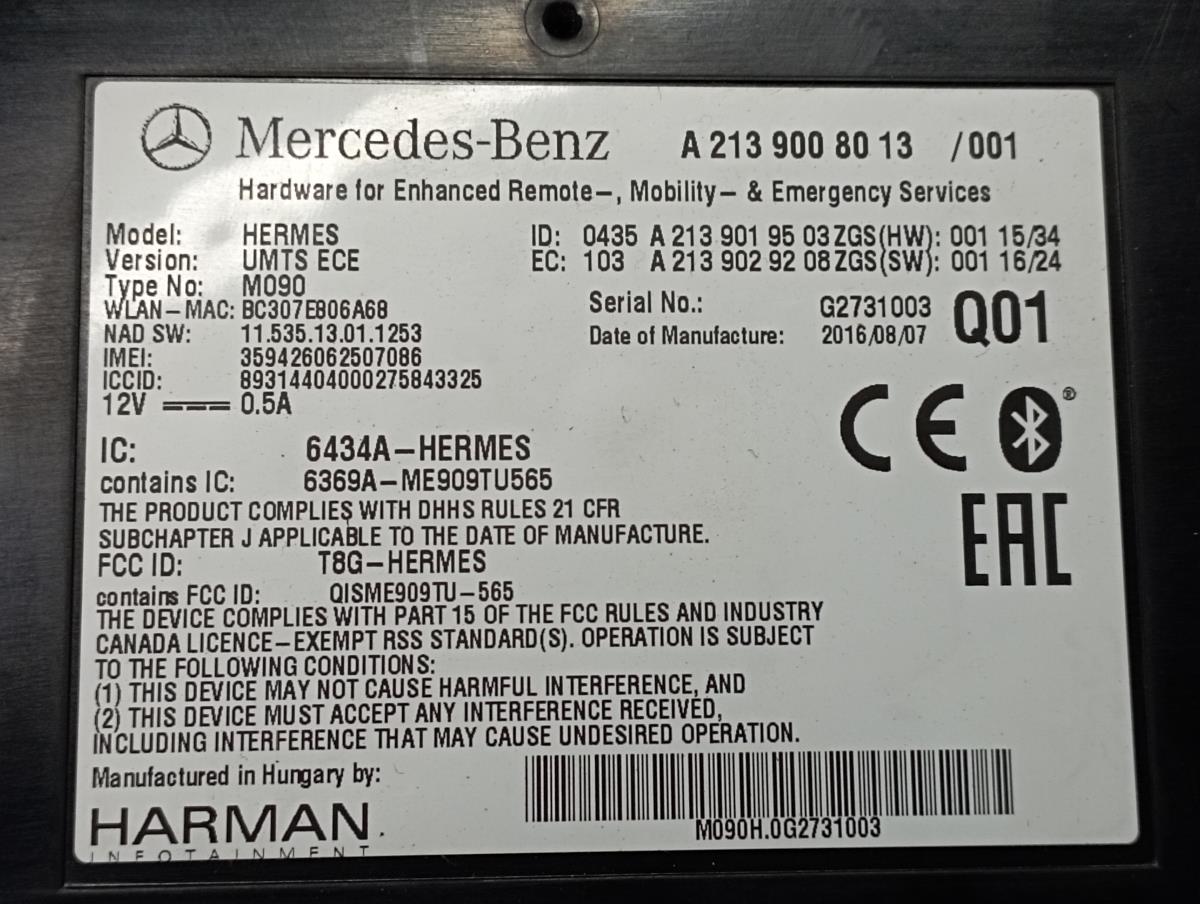 Mercedes-Benz A 213 900 80 13 /001
Hardware for Enhanced Remote-, Mobility- & Emergency Services
Model: HERMES ID: 0435 A 213 901 95 03 ZGS(HW): 001 15/34
Version: UMTS ECE EC: 103 A 213 902 92 08 ZGS(SW): 001 16/24
Type No: M090
WLAN-MAC: BC307EB06A68 Serial No.: G2731003 Q01
NAD SW: 11.535.13.01.1253 Date of Manufacture: 2016/08/07
IMEI: 359426062507086
ICCID: 89314404000275843325
12V 0.5A
CE
IC: 6434A-HERMES
contains IC: 6369A-ME909TU565
THE PRODUCT COMPLIES WITH DHHS RULES 21 CFR
SUBCHAPTER J APPLICABLE TO THE DATE OF MANUFACTURE.
EAC
FCC ID: T8G-HERMES
contains FCC ID: QISME909TU-565
THE DEVICE COMPLIES WITH PART 15 OF THE FCC RULES AND INDUSTRY
CANADA LICENCE-EXEMPT RSS STANDARD(S). OPERATION IS SUBJECT
TO THE FOLLOWING CONDITIONS:
(1) THIS DEVICE MAY NOT CAUSE HARMFUL INTERFERENCE, AND
(2) THIS DEVICE MUST ACCEPT ANY INTERFERENCE RECEIVED,
INCLUDING INTERFERENCE THAT MAY CAUSE UNDESIRED OPERATION.
Manufactured in Hungary by:
HARMAN
INFOTAINMENT
M090H.0G2731003